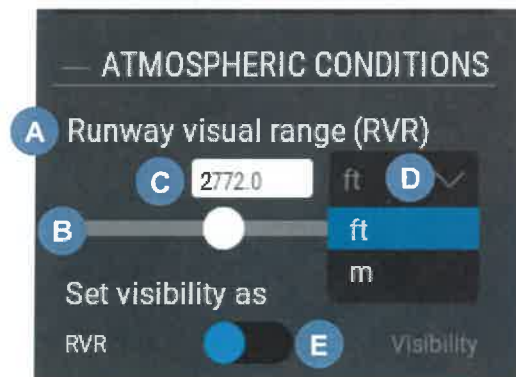 — ATMOSPHERIC CONDITIONS
A Runway visual range (RVR)
C 2772.0 ft D
B ft
m
Set visibility as
RVR E Visibility